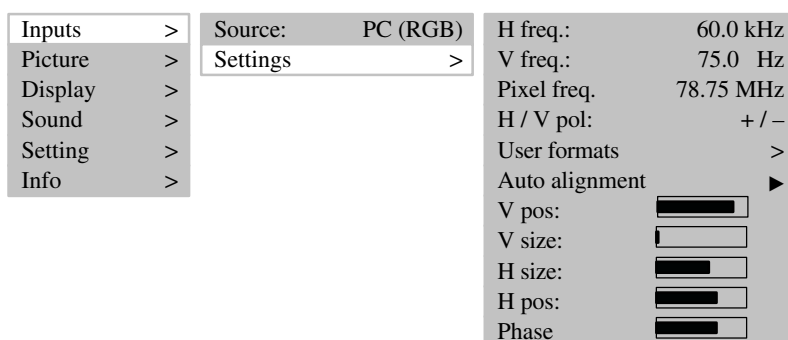 Inputs >
Picture >
Display >
Sound >
Setting >
Info >
Source: PC (RGB)
Settings >
H freq.: 60.0 kHz
V freq.: 75.0 Hz
Pixel freq. 78.75 MHz
H / V pol: + / –
User formats >
Auto alignment ▶
V pos:
V size:
H size:
H pos:
Phase